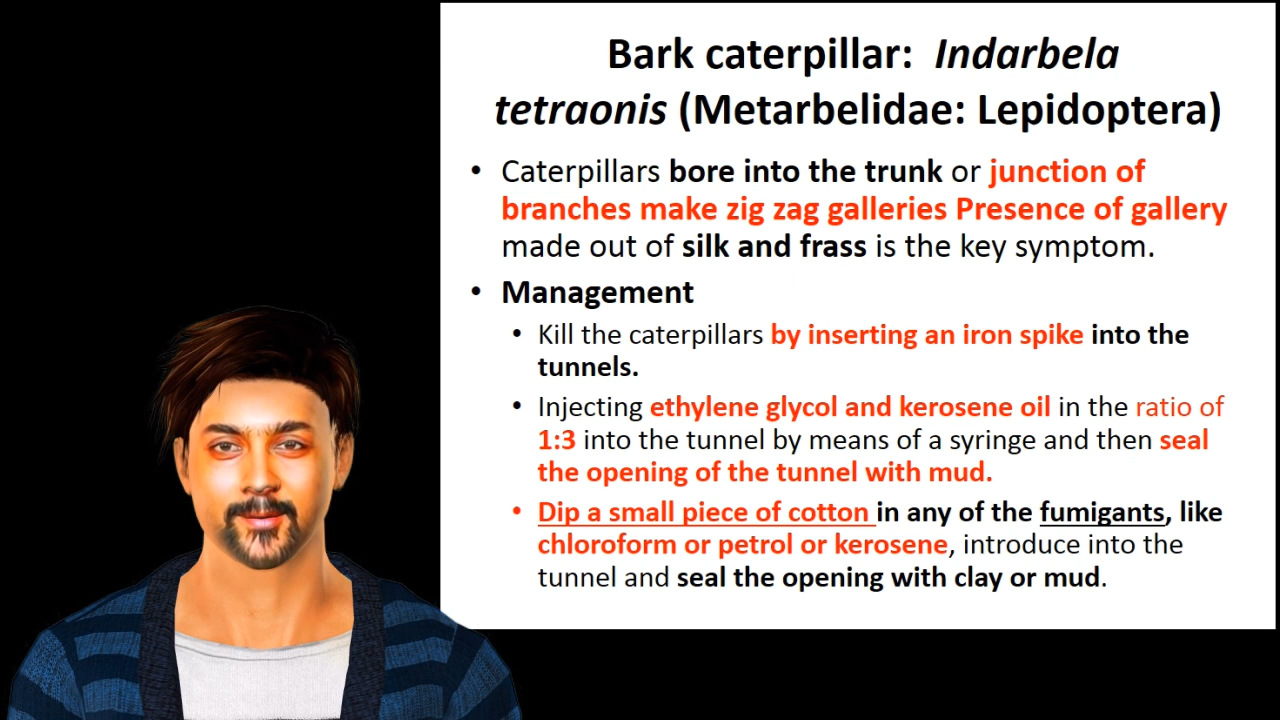 Bark caterpillar: Indarbela
tetraonis (Metarbelidae: Lepidoptera)
• Caterpillars bore into the trunk or junction of
branches make zig zag galleries Presence of gallery
made out of silk and frass is the key symptom.
• Management
• Kill the caterpillars by inserting an iron spike into the
tunnels.
• Injecting ethylene glycol and kerosene oil in the ratio of
1:3 into the tunnel by means of a syringe and then seal
the opening of the tunnel with mud.
• Dip a small piece of cotton in any of the fumigants, like
chloroform or petrol or kerosene, introduce into the
tunnel and seal the opening with clay or mud.